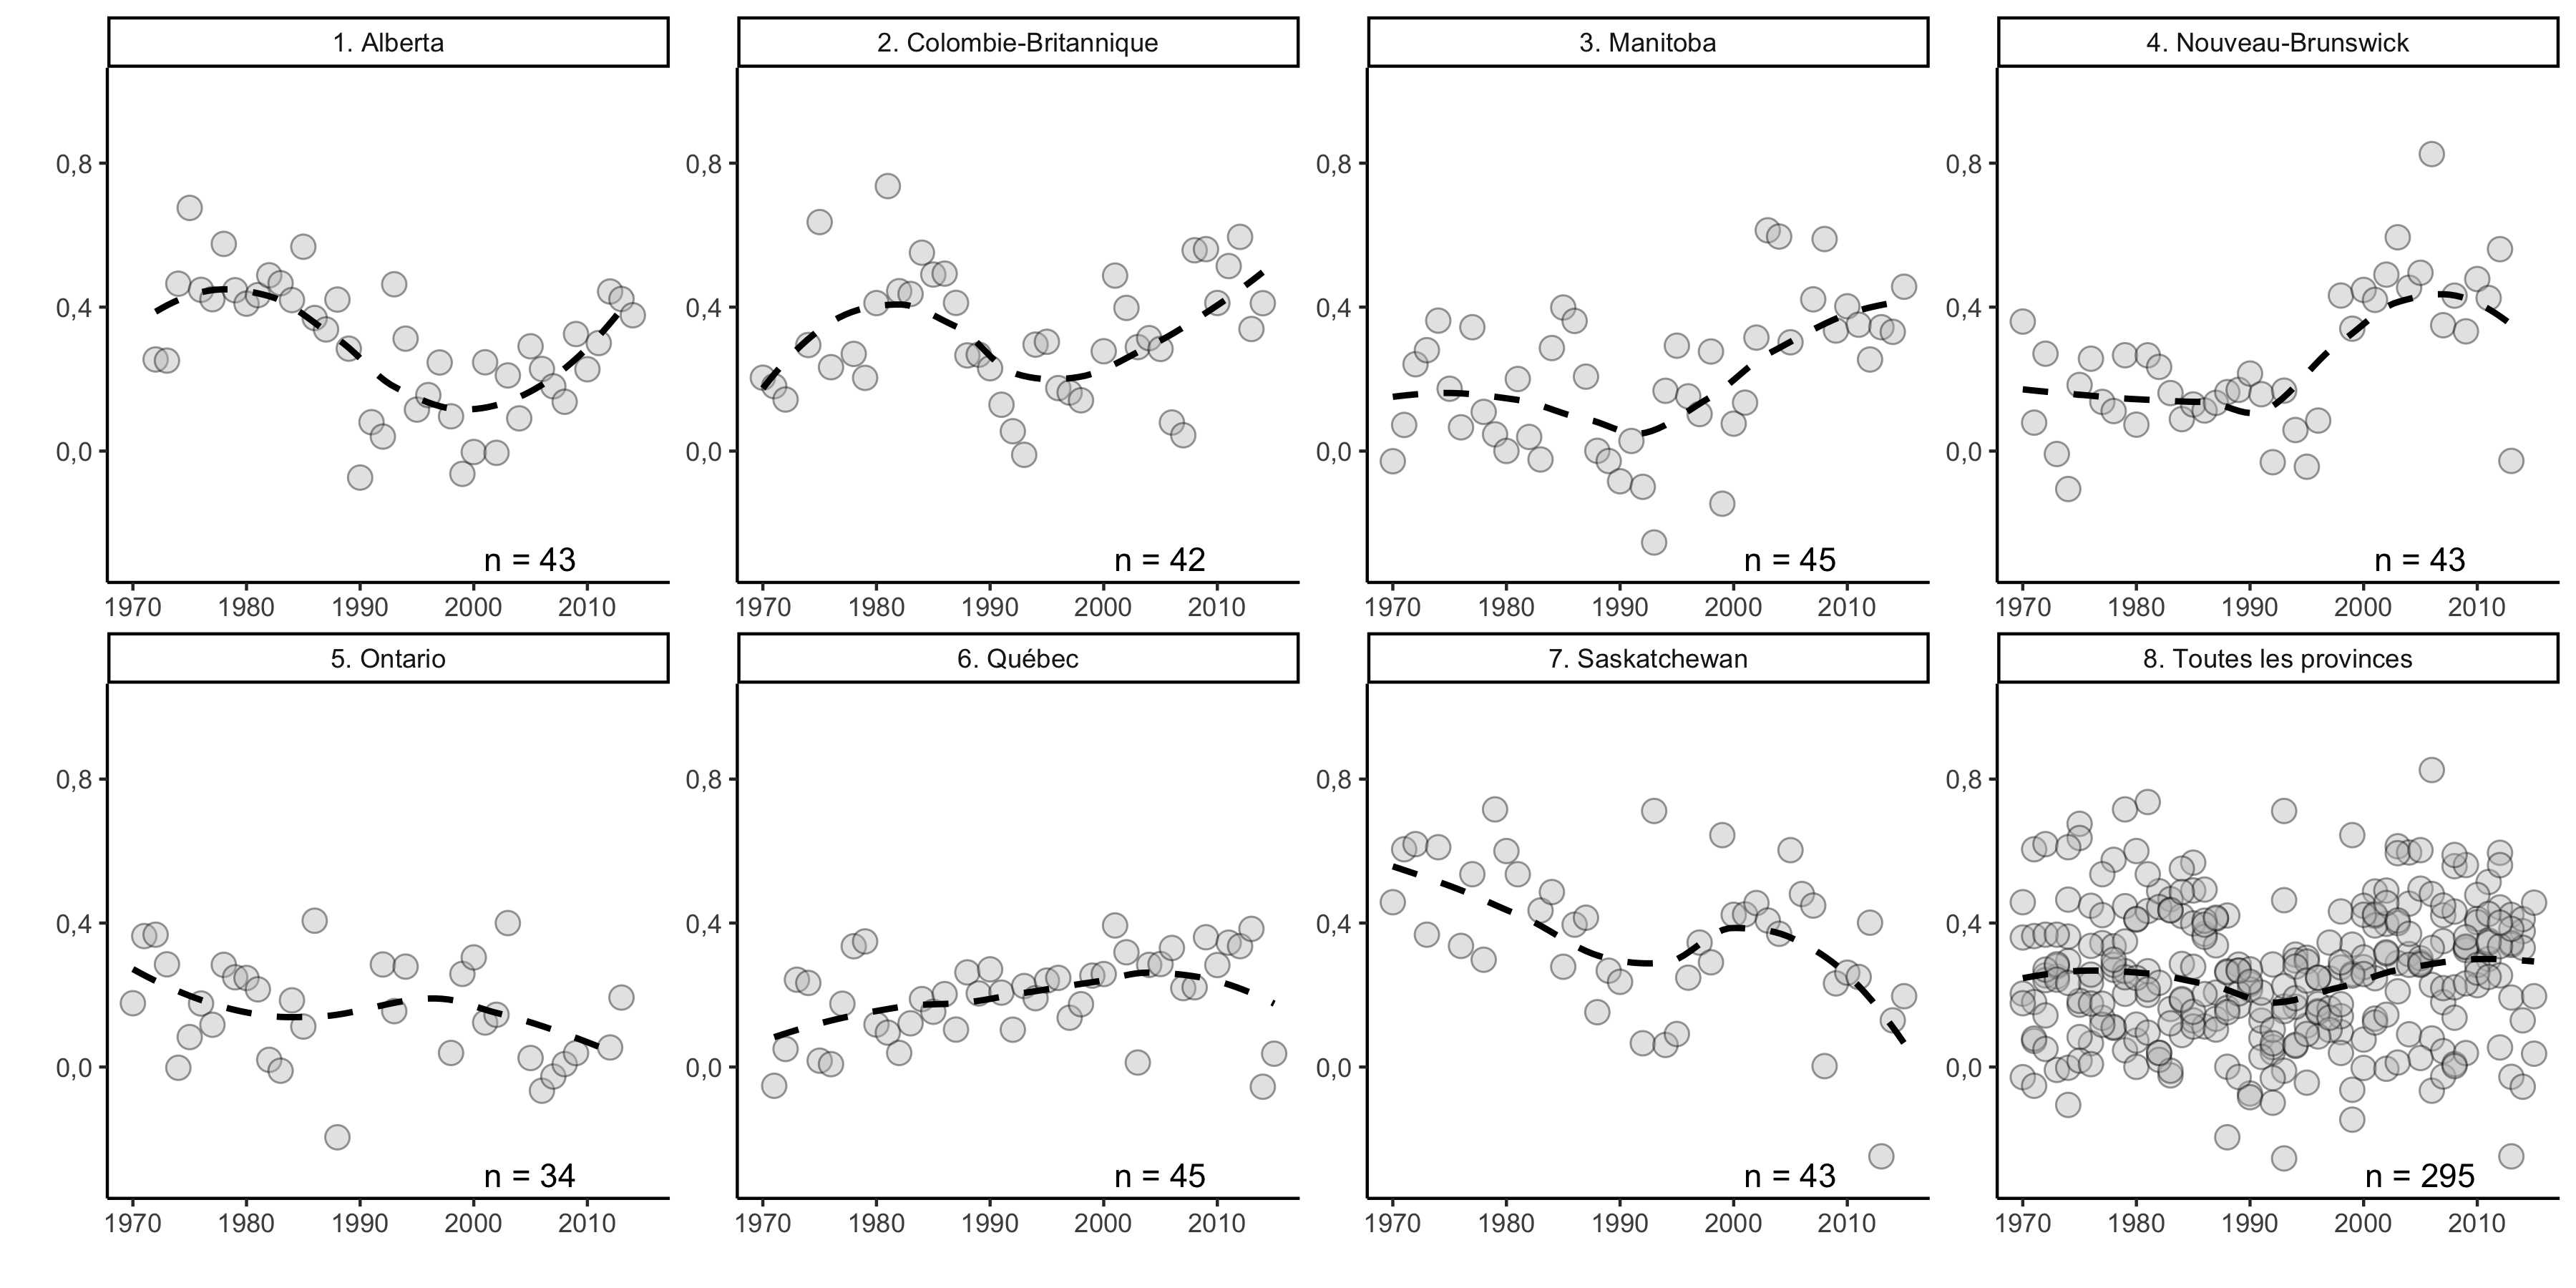 1. Alberta
2. Colombie-Britannique
3. Manitoba
4. Nouveau-Brunswick
0,8
0,4
0,0
n = 43
1970 1980 1990 2000 2010
0,8
0,4
0,0
n = 42
1970 1980 1990 2000 2010
0,8
0,4
0,0
n = 45
1970 1980 1990 2000 2010
0,8
0,4
0,0
n = 43
1970 1980 1990 2000 2010
5. Ontario
6. Québec
7. Saskatchewan
8. Toutes les provinces
0,8
0,4
0,0
n = 34
1970 1980 1990 2000 2010
0,8
0,4
0,0
n = 45
1970 1980 1990 2000 2010
0,8
0,4
0,0
n = 43
1970 1980 1990 2000 2010
0,8
0,4
0,0
n = 295
1970 1980 1990 2000 2010